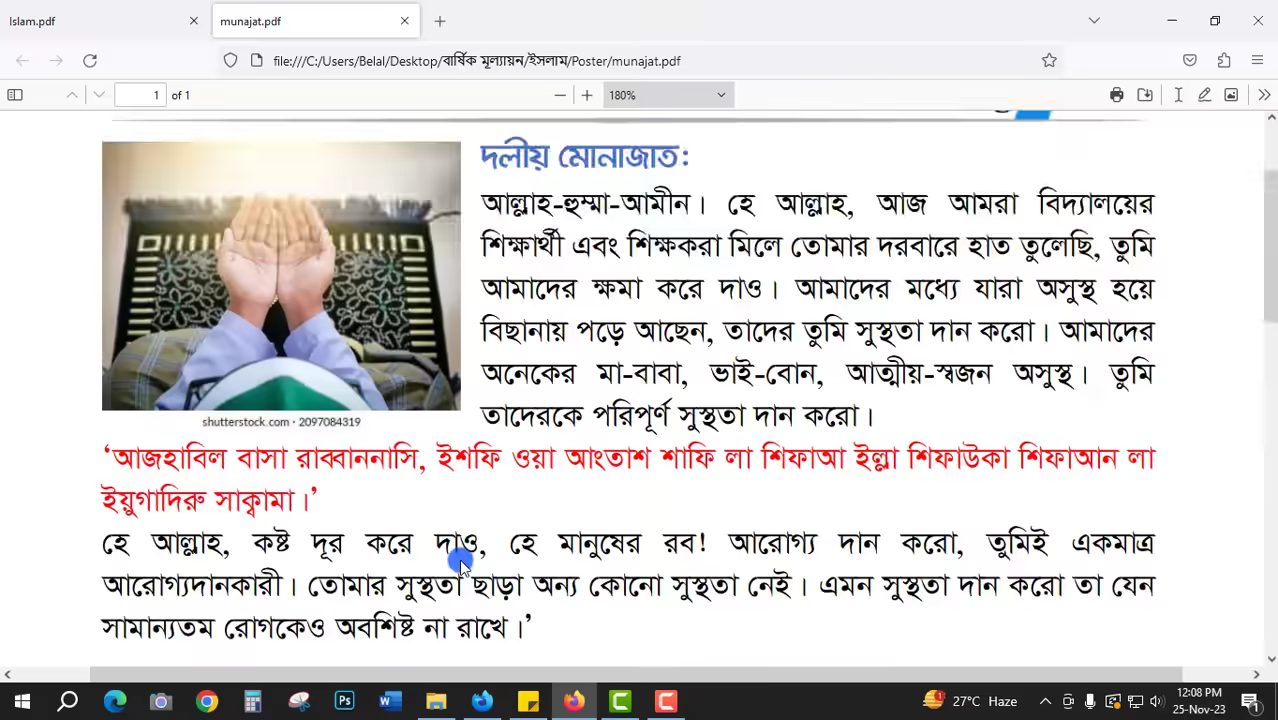 Islam.pdf
munajat.pdf
file:///C:/Users/Belal/Desktop/বার্ষিক মূল্যায়ন/ইসলাম/Poster/munajat.pdf
1 of 1
180%
দলীয় মোনাজাত:
আল্লাহ-হুম্মা-আমীন। হে আল্লাহ, আজ আমরা বিদ্যালয়ের
শিক্ষার্থী এবং শিক্ষকরা মিলে তোমার দরবারে হাত তুলেছি, তুমি
আমাদের ক্ষমা করে দাও। আমাদের মধ্যে যারা অসুস্থ হয়ে
বিছানায় পড়ে আছেন, তাদের তুমি সুস্থতা দান করো। আমাদের
অনেকের মা-বাবা, ভাই-বোন, আত্মীয়-স্বজন অসুস্থ। তুমি
তাদেরকে পরিপূর্ণ সুস্থতা দান করো।
shutterstock.com · 2097084319
‘আজহাবিল বাসা রাব্বাননাসি, ইশফি ওয়া আংতাশ শাফি লা শিফাআ ইল্লা শিফাউকা শিফাআন লা
ইয়ুগাদিরু সাক্বামা।’
হে আল্লাহ, কষ্ট দূর করে দাও, হে মানুষের রব! আরোগ্য দান করো, তুমিই একমাত্র
আরোগ্যদানকারী। তোমার সুস্থতা ছাড়া অন্য কোনো সুস্থতা নেই। এমন সুস্থতা দান করো তা যেন
সামান্যতম রোগকেও অবশিষ্ট না রাখে।’
27°C Haze
12:08 PM
25-Nov-23